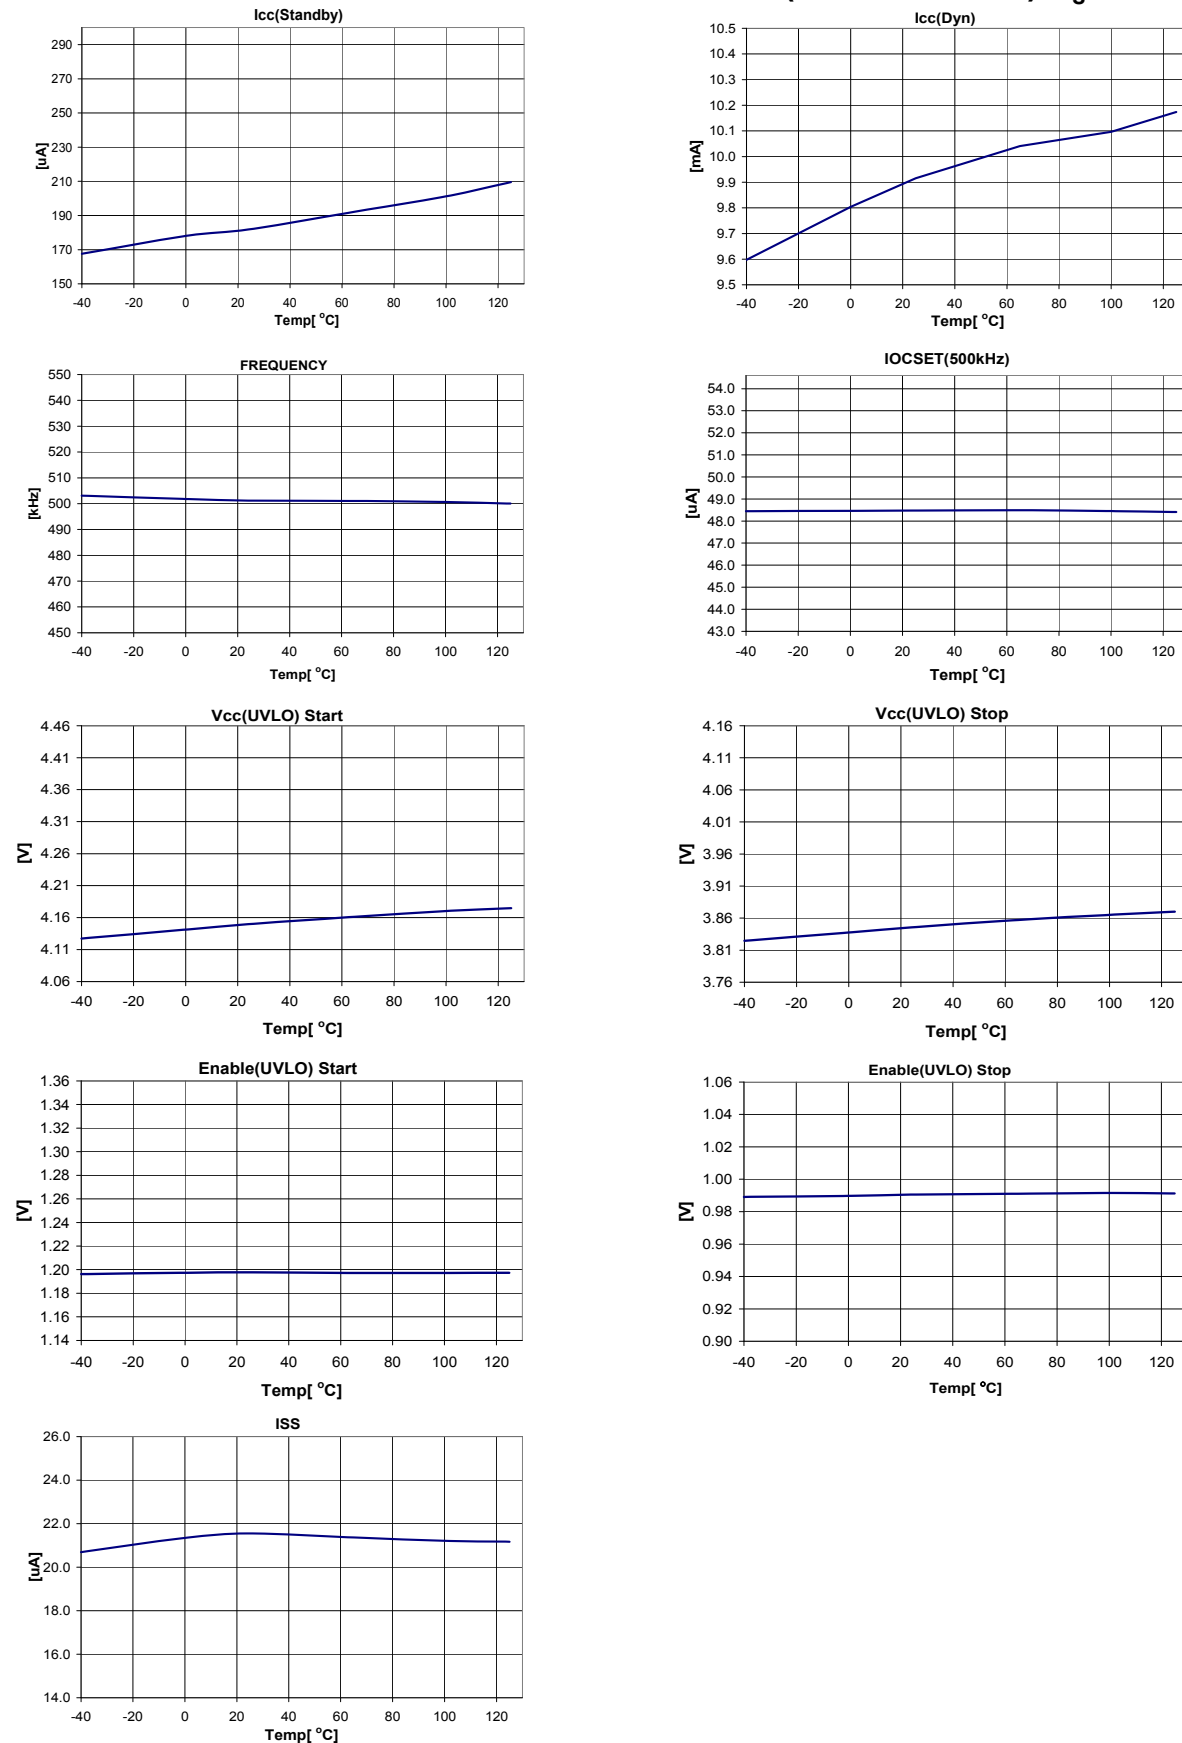 Icc(Standby)
290
270
250
230
210
190
170
150
[uA]
-40 -20 0 20 40 60 80 100 120
Temp[ °C]
Icc(Dyn)
10.5
10.4
10.3
10.2
10.1
10.0
9.9
9.8
9.7
9.6
9.5
[mA]
-40 -20 0 20 40 60 80 100 120
Temp[ °C]
FREQUENCY
550
540
530
520
510
500
490
480
470
460
450
[kHz]
-40 -20 0 20 40 60 80 100 120
Temp[ °C]
IOCSET(500kHz)
54.0
53.0
52.0
51.0
50.0
49.0
48.0
47.0
46.0
45.0
44.0
43.0
[uA]
-40 -20 0 20 40 60 80 100 120
Temp[ °C]
Vcc(UVLO) Start
4.46
4.41
4.36
4.31
4.26
4.21
4.16
4.11
4.06
[V]
-40 -20 0 20 40 60 80 100 120
Temp[ °C]
Vcc(UVLO) Stop
4.16
4.11
4.06
4.01
3.96
3.91
3.86
3.81
3.76
[V]
-40 -20 0 20 40 60 80 100 120
Temp[ °C]
Enable(UVLO) Start
1.36
1.34
1.32
1.30
1.28
1.26
1.24
1.22
1.20
1.18
1.16
1.14
[V]
-40 -20 0 20 40 60 80 100 120
Temp[ °C]
Enable(UVLO) Stop
1.06
1.04
1.02
1.00
0.98
0.96
0.94
0.92
0.90
[V]
-40 -20 0 20 40 60 80 100 120
Temp[ °C]
ISS
26.0
24.0
22.0
20.0
18.0
16.0
14.0
[uA]
-40 -20 0 20 40 60 80 100 120
Temp[ °C]